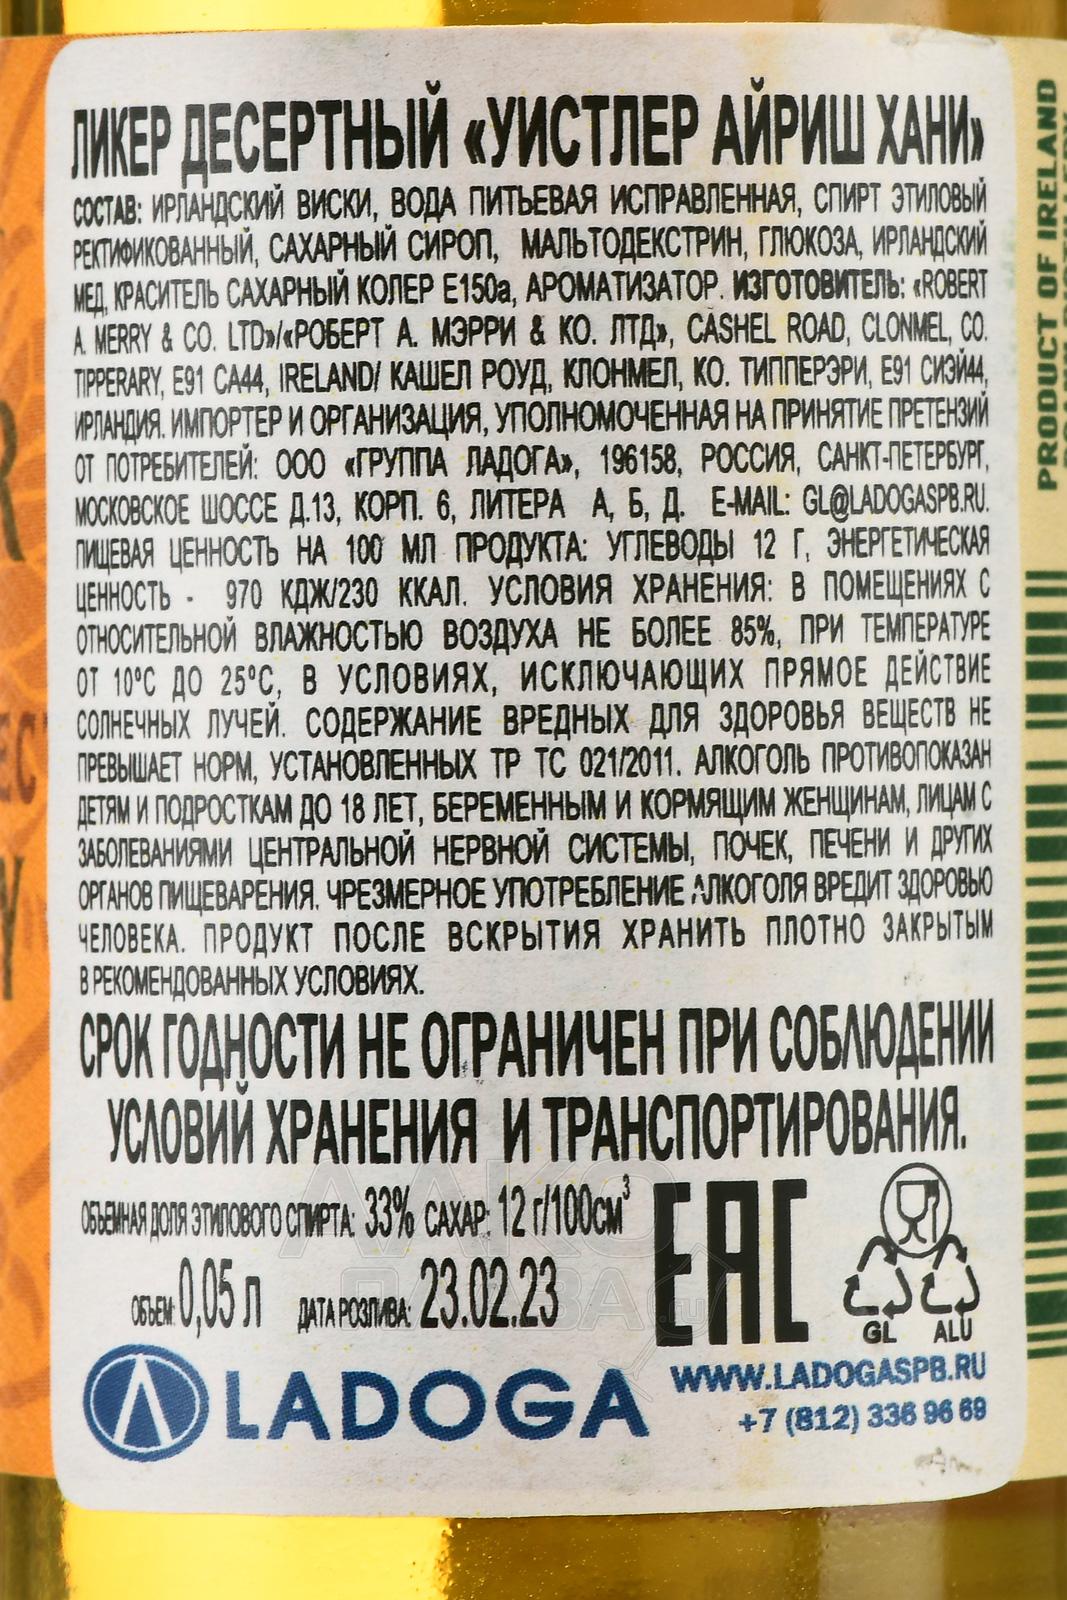 ЛИКЕР ДЕСЕРТНЫЙ «УИСТЛЕР АЙРИШ ХАНИ»
СОСТАВ: ИРЛАНДСКИЙ ВИСКИ, ВОДА ПИТЬЕВАЯ ИСПРАВЛЕННАЯ, СПИРТ ЭТИЛОВЫЙ
РЕКТИФИКОВАННЫЙ, САХАРНЫЙ СИРОП, МАЛЬТОДЕКСТРИН, ГЛЮКОЗА, ИРЛАНДСКИЙ
МЕД, КРАСИТЕЛЬ САХАРНЫЙ КОЛЕР Е150а, АРОМАТИЗАТОР. ИЗГОТОВИТЕЛЬ: «ROBERT
A. MERRY & CO. LTD»/«РОБЕРТ А. МЭРРИ & КО. ЛТД», CASHEL ROAD, CLONMEL, CO.
TIPPERARY, E91 CA44, IRELAND/ КАШЕЛ РОУД, КЛОНМЕЛ, КО. ТИППЕРЭРИ, Е91 СИЭЙ44,
ИРЛАНДИЯ. ИМПОРТЕР И ОРГАНИЗАЦИЯ, УПОЛНОМОЧЕННАЯ НА ПРИНЯТИЕ ПРЕТЕНЗИЙ
ОТ ПОТРЕБИТЕЛЕЙ: ООО «ГРУППА ЛАДОГА», 196158, РОССИЯ, САНКТ-ПЕТЕРБУРГ,
МОСКОВСКОЕ ШОССЕ Д.13, КОРП. 6, ЛИТЕРА А, Б, Д. E-MAIL: GL@LADOGASPB.RU.
ПИЩЕВАЯ ЦЕННОСТЬ НА 100 МЛ ПРОДУКТА: УГЛЕВОДЫ 12 Г, ЭНЕРГЕТИЧЕСКАЯ
ЦЕННОСТЬ - 970 КДЖ/230 ККАЛ. УСЛОВИЯ ХРАНЕНИЯ: В ПОМЕЩЕНИЯХ С
ОТНОСИТЕЛЬНОЙ ВЛАЖНОСТЬЮ ВОЗДУХА НЕ БОЛЕЕ 85%, ПРИ ТЕМПЕРАТУРЕ
ОТ 10°С ДО 25°С, В УСЛОВИЯХ, ИСКЛЮЧАЮЩИХ ПРЯМОЕ ДЕЙСТВИЕ
СОЛНЕЧНЫХ ЛУЧЕЙ. СОДЕРЖАНИЕ ВРЕДНЫХ ДЛЯ ЗДОРОВЬЯ ВЕЩЕСТВ НЕ
ПРЕВЫШАЕТ НОРМ, УСТАНОВЛЕННЫХ ТР ТС 021/2011. АЛКОГОЛЬ ПРОТИВОПОКАЗАН
ДЕТЯМ И ПОДРОСТКАМ ДО 18 ЛЕТ, БЕРЕМЕННЫМ И КОРМЯЩИМ ЖЕНЩИНАМ, ЛИЦАМ С
ЗАБОЛЕВАНИЯМИ ЦЕНТРАЛЬНОЙ НЕРВНОЙ СИСТЕМЫ, ПОЧЕК, ПЕЧЕНИ И ДРУГИХ
ОРГАНОВ ПИЩЕВАРЕНИЯ. ЧРЕЗМЕРНОЕ УПОТРЕБЛЕНИЕ АЛКОГОЛЯ ВРЕДИТ ЗДОРОВЬЮ
ЧЕЛОВЕКА. ПРОДУКТ ПОСЛЕ ВСКРЫТИЯ ХРАНИТЬ ПЛОТНО ЗАКРЫТЫМ
В РЕКОМЕНДОВАННЫХ УСЛОВИЯХ.
СРОК ГОДНОСТИ НЕ ОГРАНИЧЕН ПРИ СОБЛЮДЕНИИ
УСЛОВИЙ ХРАНЕНИЯ И ТРАНСПОРТИРОВАНИЯ.
ОБЪЕМНАЯ ДОЛЯ ЭТИЛОВОГО СПИРТА: 33% САХАР: 12 г/100см³
ОБЪЕМ: 0,05 л ДАТА РОЗЛИВА: 23.02.23
EAC
GL ALU
LADOGA
WWW.LADOGASPB.RU
+7 (812) 336 96 69
PRODUCT OF IRELAND